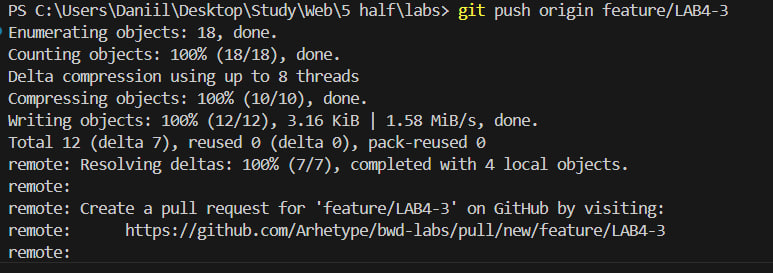 PS C:\Users\Daniil\Desktop\Study\Web\5 half\labs> git push origin feature/LAB4-3
Enumerating objects: 18, done.
Counting objects: 100% (18/18), done.
Delta compression using up to 8 threads
Compressing objects: 100% (10/10), done.
Writing objects: 100% (12/12), 3.16 KiB | 1.58 MiB/s, done.
Total 12 (delta 7), reused 0 (delta 0), pack-reused 0
remote: Resolving deltas: 100% (7/7), completed with 4 local objects.
remote:
remote: Create a pull request for 'feature/LAB4-3' on GitHub by visiting:
remote:      https://github.com/Arhetype/bwd-labs/pull/new/feature/LAB4-3
remote: